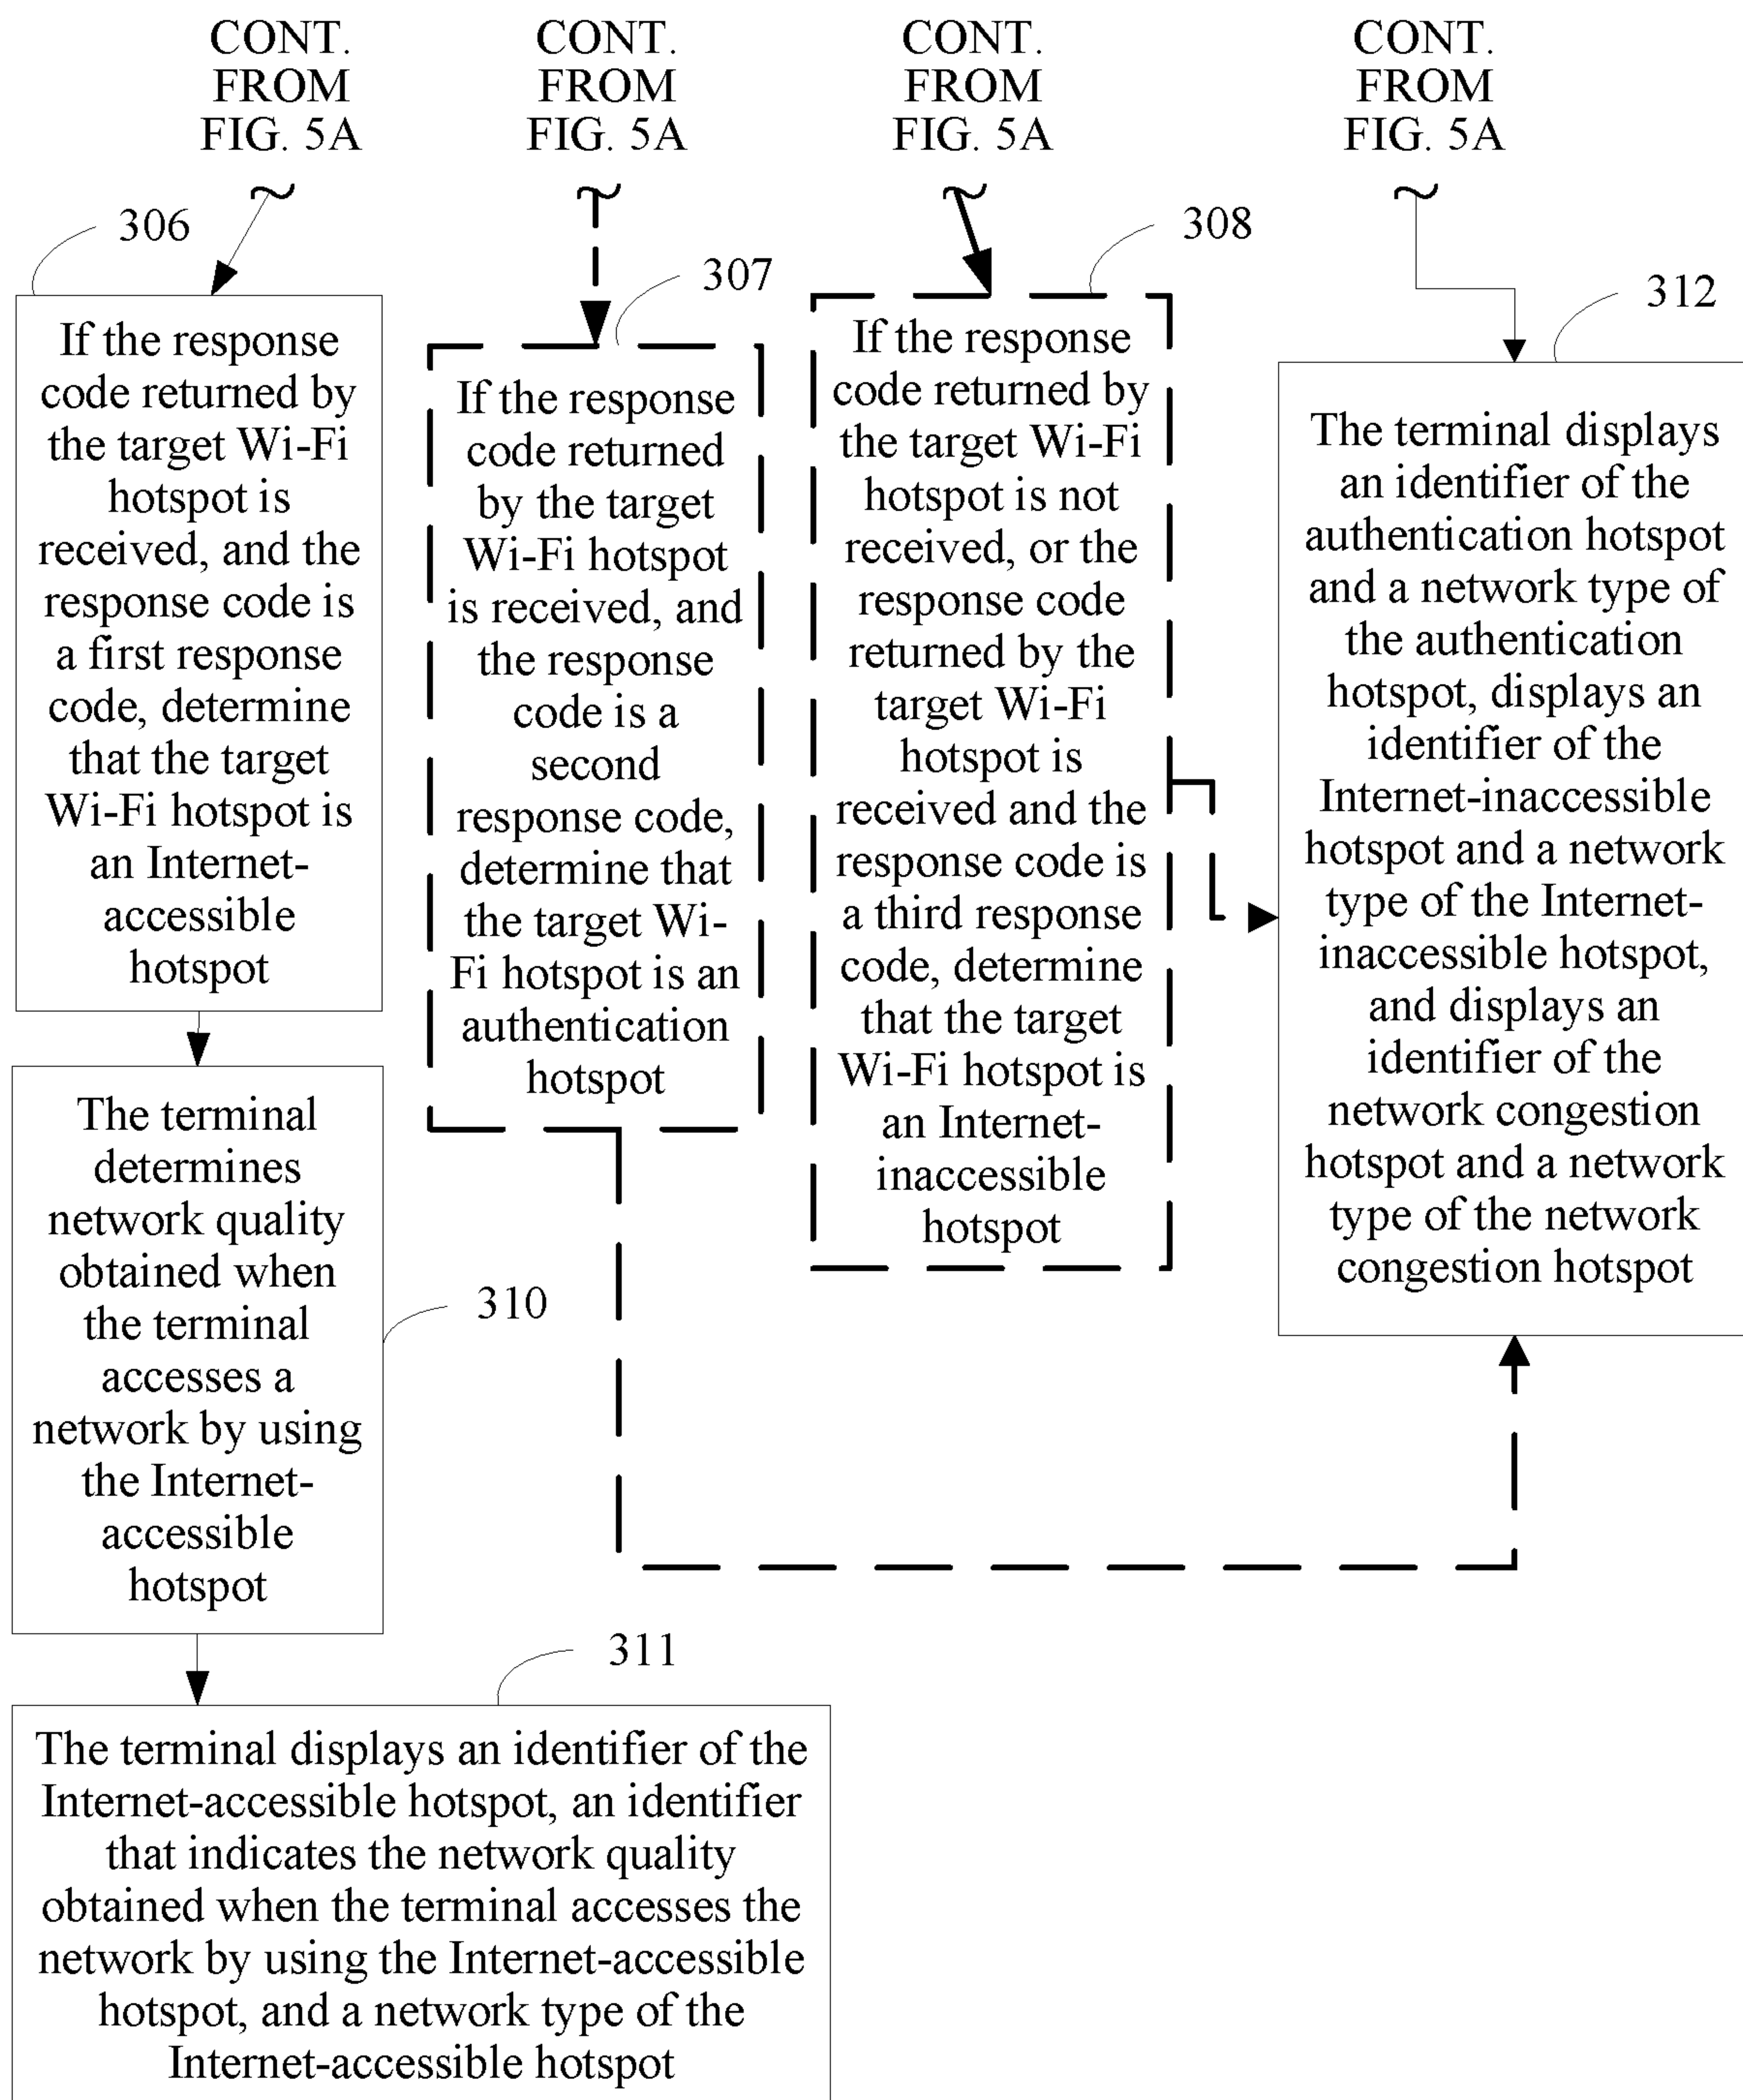 CONT.
FROM
FIG. 5A
CONT.
FROM
FIG. 5A
CONT.
FROM
FIG. 5A
CONT.
FROM
FIG. 5A
306
If the response
code returned by
the target Wi-Fi
hotspot is
received, and the
response code is
a first response
code, determine
that the target
Wi-Fi hotspot is
an Internet-
accessible
hotspot
307
If the response
code returned
by the target
Wi-Fi hotspot
is received, and
the response
code is a
second
response code,
determine that
the target Wi-
Fi hotspot is an
authentication
hotspot
308
If the response
code returned by
the target Wi-Fi
hotspot is not
received, or the
response code
returned by the
target Wi-Fi
hotspot is
received and the
response code is
a third response
code, determine
that the target
Wi-Fi hotspot is
an Internet-
inaccessible
hotspot
312
The terminal displays
an identifier of the
authentication hotspot
and a network type of
the authentication
hotspot, displays an
identifier of the
Internet-inaccessible
hotspot and a network
type of the Internet-
inaccessible hotspot,
and displays an
identifier of the
network congestion
hotspot and a network
type of the network
congestion hotspot
The terminal
determines
network quality
obtained when
the terminal
accesses a
network by using
the Internet-
accessible
hotspot
310
311
The terminal displays an identifier of the
Internet-accessible hotspot, an identifier
that indicates the network quality
obtained when the terminal accesses the
network by using the Internet-accessible
hotspot, and a network type of the
Internet-accessible hotspot